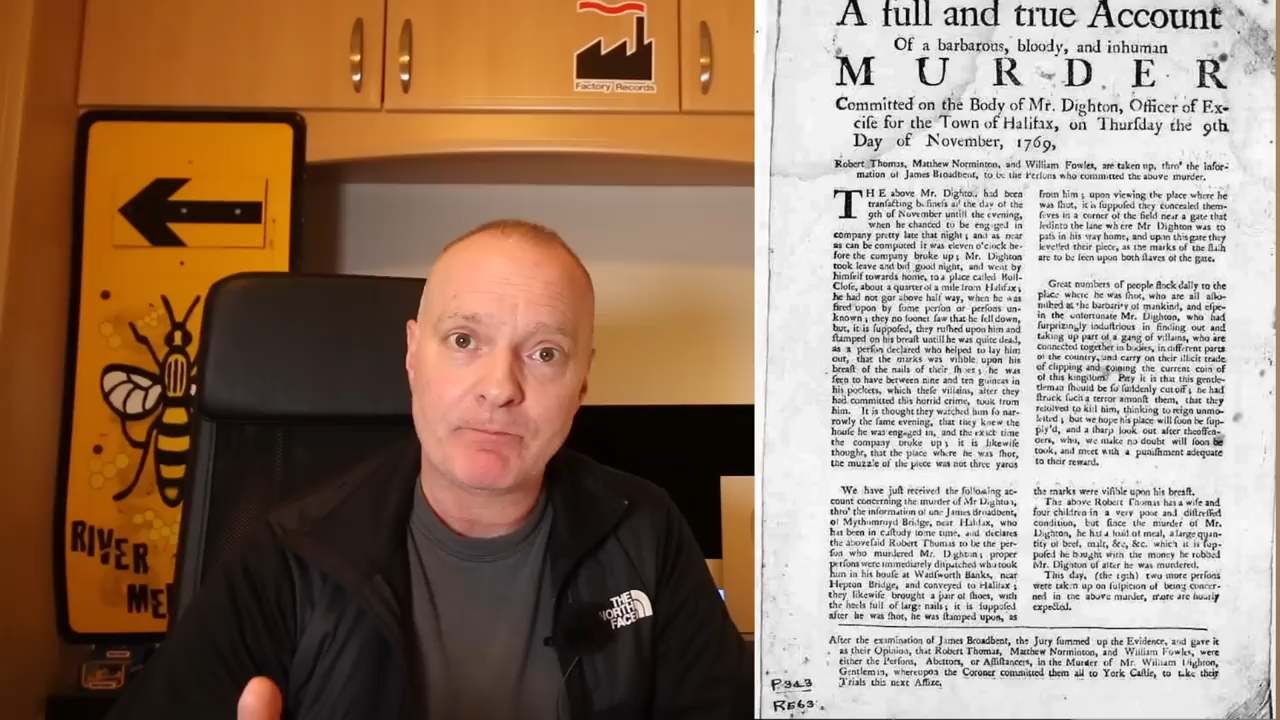 Factory Records
RIVER
ME
THE
NORTH
FACE
A full and true Account
Of a barbarous, bloody, and inhuman
MURDER
Committed on the Body of Mr. Dighton, Officer of Ex-
cise for the Town of Halifax, on Thursday the 9th
Day of November, 1769,
Robert Thomas, Matthew Norminton, and William Fowles, are taken up, thro' the Infor-
mation of James Broadbent, to be the Persons who committed the above murder.
THE above Mr. Dighton, had been
transacting business all the day of the
9th of November untill the evening,
when he chanced to be engaged in
company pretty late that night; and as near
as can be computed it was eleven o'clock be-
fore the company broke up; Mr. Dighton
took leave and bid good night, and went by
himself towards home, to a place called Bull-
Close, about a quarter of a mile from Halifax;
he had not got above half way, when he was
fired upon by some person or persons un-
known; they no sooner saw that he fell down,
but, it is supposed, they rushed upon him and
stamped on his breast until he was quite dead,
as a person declared who helped to lay him
out, that the marks was visible upon his
breast of the nails of their shoes; he was
seen to have between nine and ten guineas in
his pockets, which these villains, after they
had committed this horrid crime, took from
him. It is thought they watched him so nar-
rowly the same evening, that they knew the
house he was engaged in, and the exact time
the company broke up; it is likewise
thought, that the place where he was shot,
the muzzle of the piece was not three yards
from him; upon viewing the place where he
was shot, it is supposed they concealed them-
selves in a corner of the field near a gate that
led into the lane where Mr Dighton was to
pass in his way home, and upon this gate they
levelled their piece, as the marks of the flash
are to be seen upon both staves of the gate.
Great numbers of people flock daily to the
place where he was shot, who are all asto-
nished at the barbarity of mankind, and espe-
in the unfortunate Mr. Dighton, who had
surprizingly industrious in finding out and
taking up part of a gang of villains, who are
connected together in bodies, in different parts
of the country, and carry on their illicit trade
of clipping and coining the current coin of
of this kingdom. Pity it is that this gentle-
tleman should be so suddenly cut off; he had
struck such a terror amonst them, that they
resolved to kill him, thinking to reign unmo-
lested; but we hope his place will soon be sup-
ply'd, and a sharp look out after the offen-
ders, who, we make no doubt will soon be
took, and meet with a punishment adequate
to their reward.
We have just received the following ac-
count concerning the murder of Mr Dighton,
thro' the information of one James Broadbent,
of Mythomroyd Bridge, near Halifax, who
has been in custody some time, and declares
the abovesaid Robert Thomas to be the per-
son who murdered Mr. Dighton; proper
persons were immediately dispatched who took
him in his house at Wadsworth Banks, near
Hepton Bridge, and conveyed to Halifax;
they likewise brought a pair of shoes, with
the heels full of large nails; it is supposed
after he was shot, he was stamped upon, as
the marks were visible upon his breast.
The above Robert Thomas has a wife and
four children in a very poor and distressed
condition, but since the murder of Mr.
Dighton, he has a load of meal, a large quan-
tity of beef, malt, &c, &c. which it is sup-
posed he bought with the money he robbed
Mr. Dighton of after he was murdered.
This day, (the 19th) two more persons
were taken up on suspicion of being concer-
ned in the above murder, more are hourly
expected.
After the examination of James Broadbent, the Jury summed up the Evidence, and gave it
as their Opinion, that Robert Thomas, Matthew Norminton, and William Fowles, were
either the Persons, Abettors, or Assistancers, in the Murder of Mr. William Dighton,
Gentleman, whereupon the Coroner committed them all to York Castle, to take their
Trials this next Assize.
P343
RE63